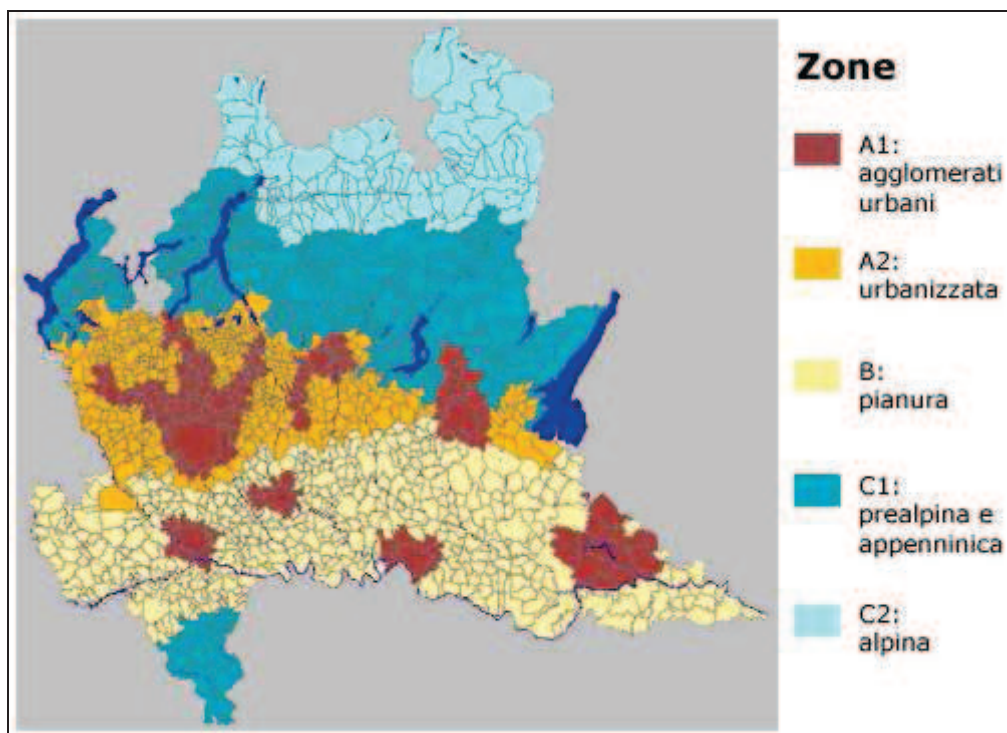 Zone
A1:
agglomerati
urbani
A2:
urbanizzata
B:
pianura
C1:
prealpina e
appenninica
C2:
alpina